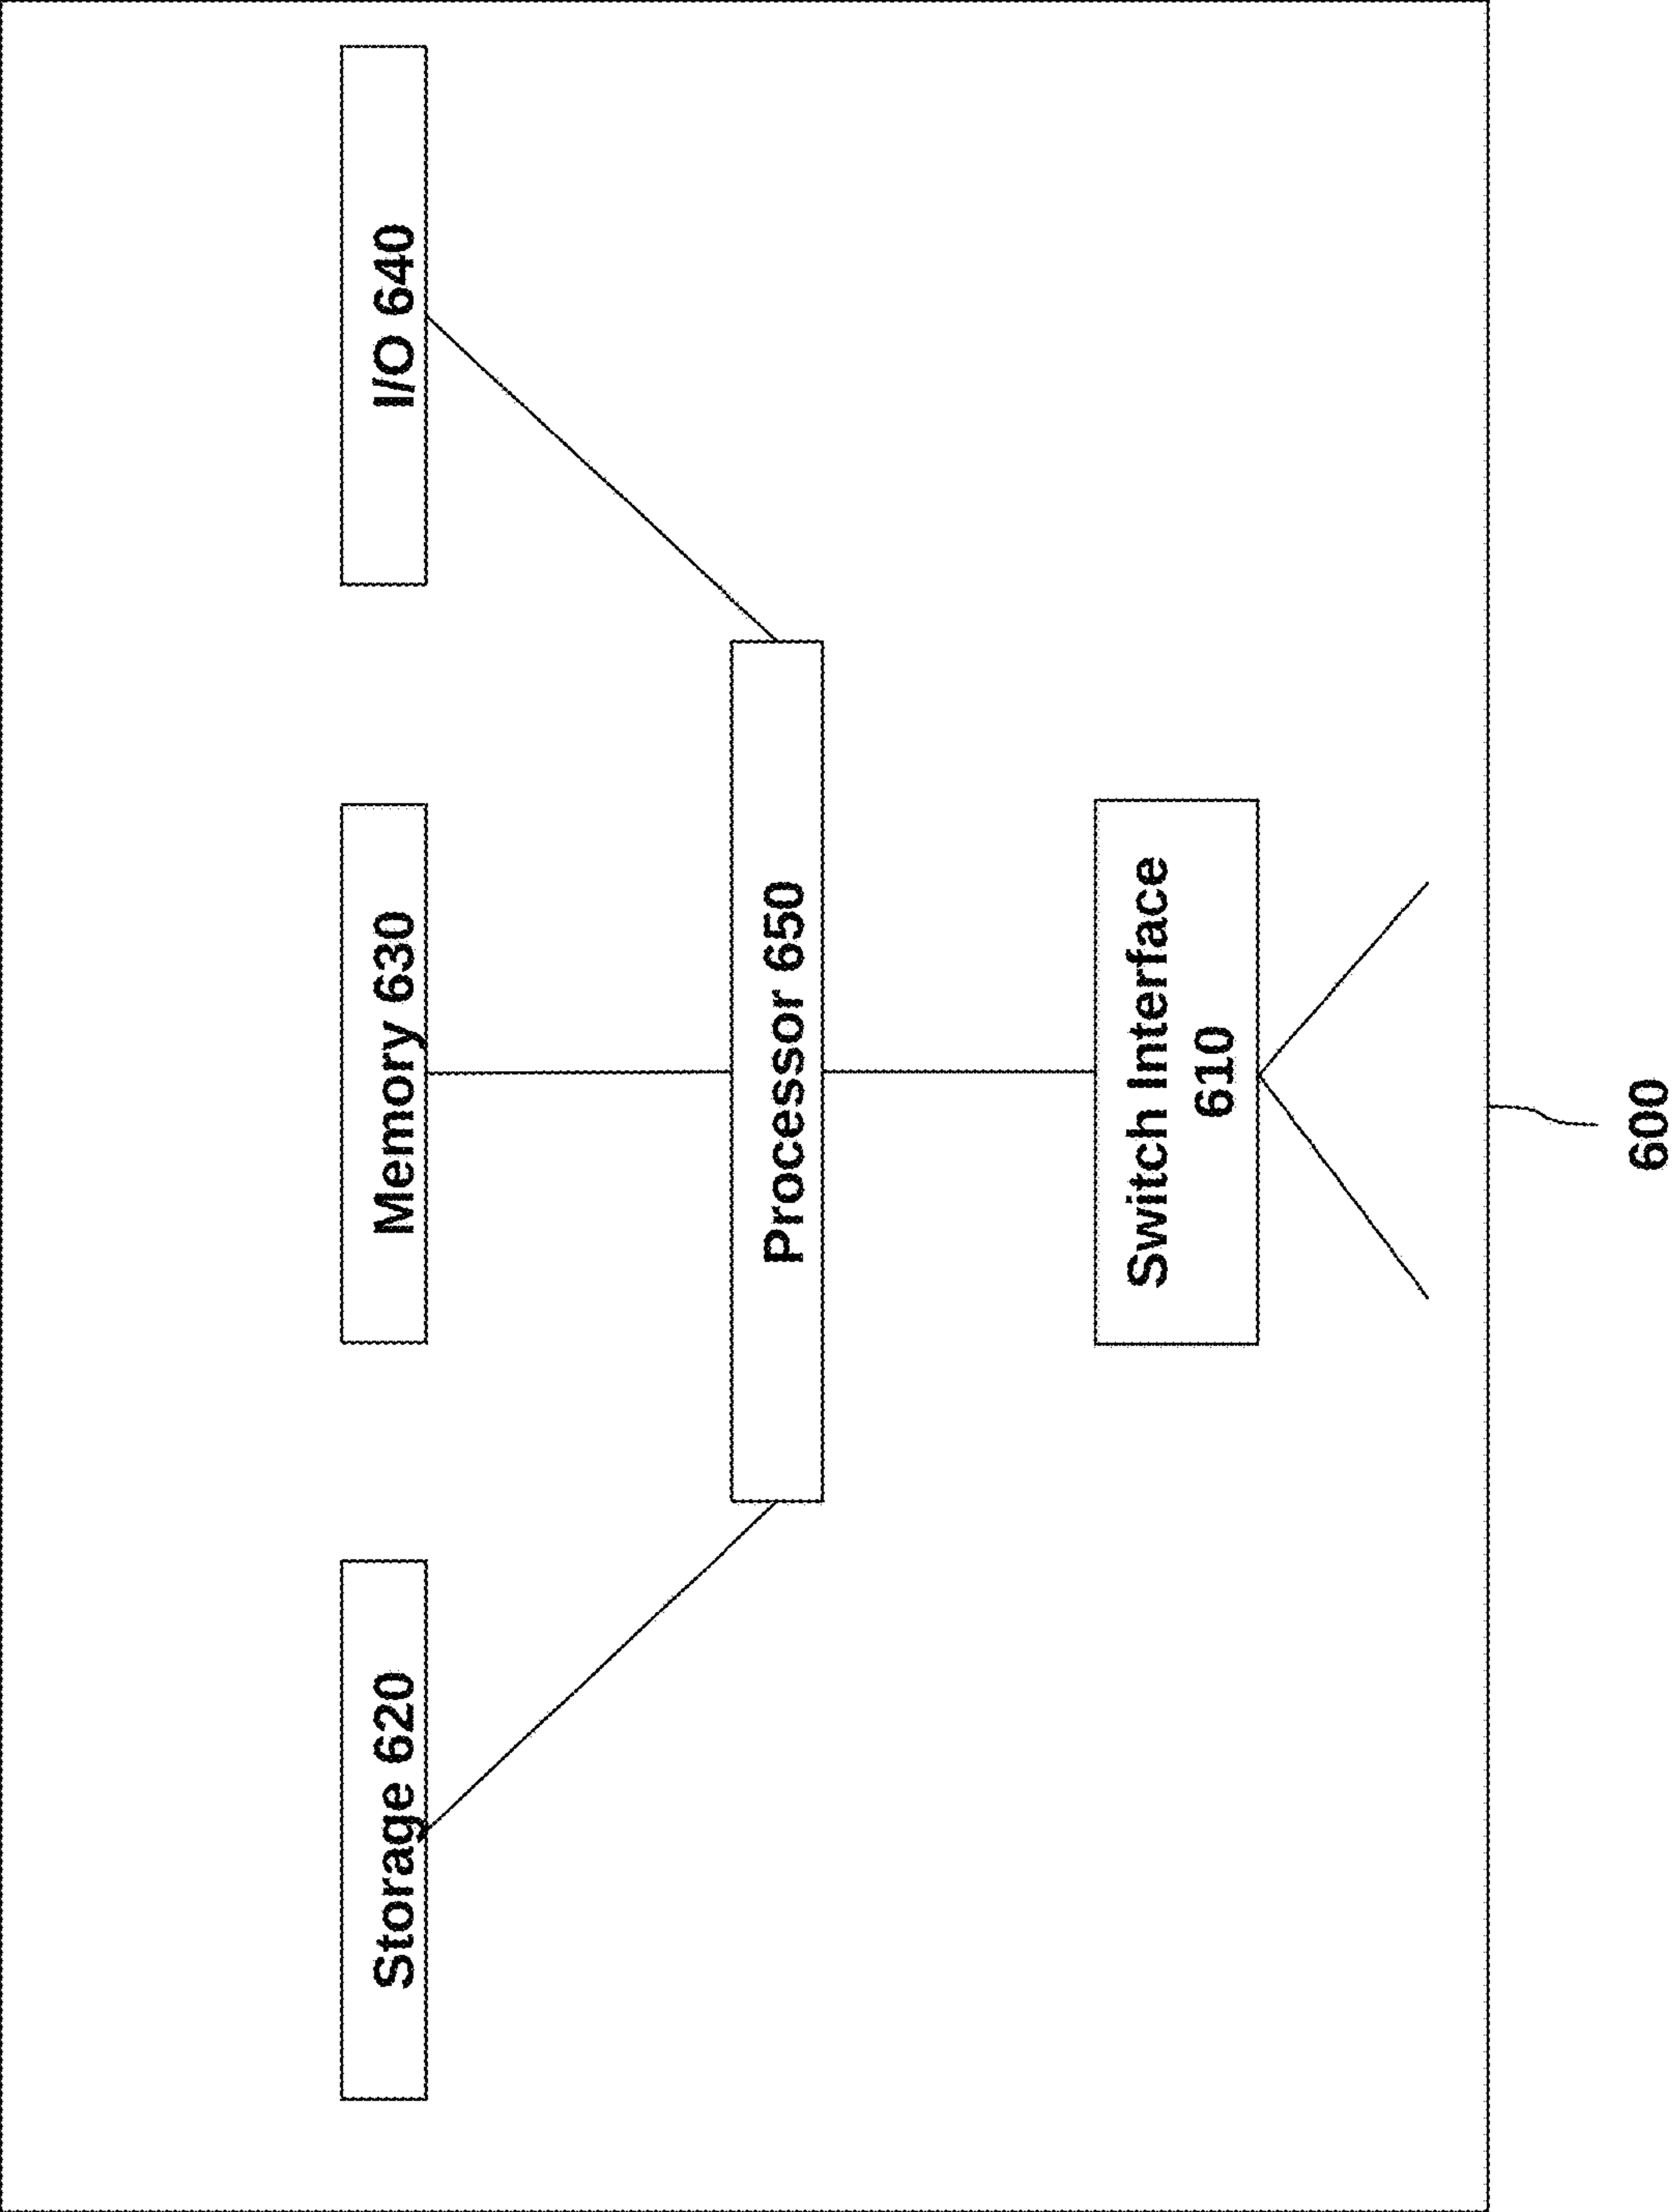 Storage 620
Memory 630
I/O 640
Processor 650
Switch Interface
610
600